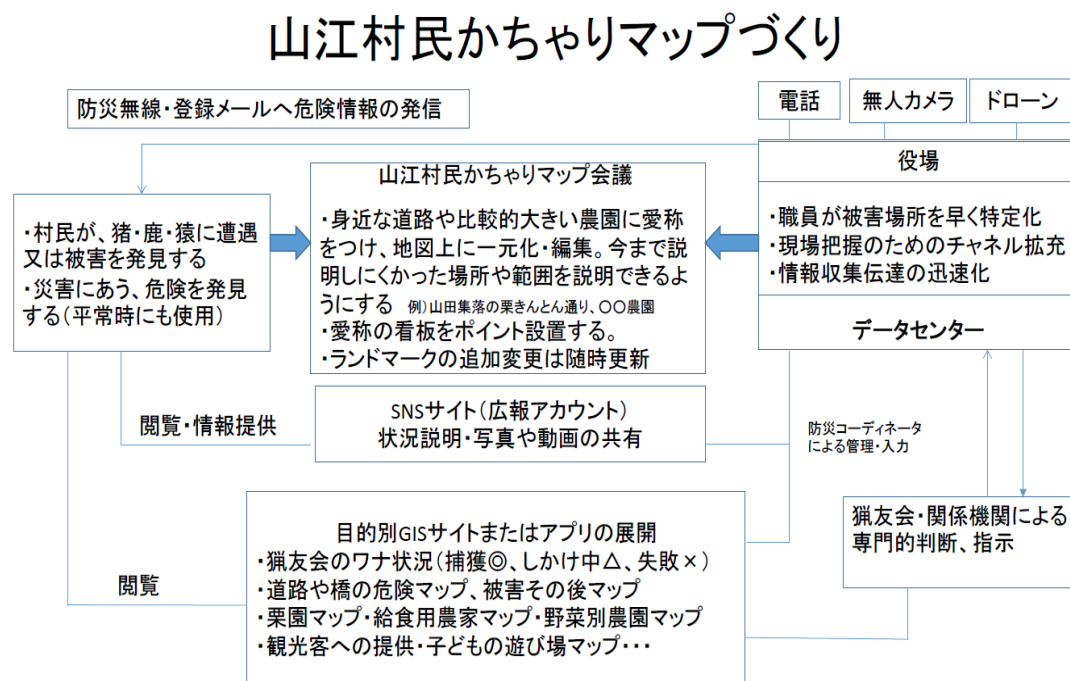 山江村民かちゃりマップづくり
防災無線・登録メールへ危険情報の発信
電話
無人カメラ
ドローン
・村民が、猪・鹿・猿に遭遇
又は被害を発見する
・災害にあう、危険を発見
する（平常時にも使用）
山江村民かちゃりマップ会議
・身近な道路や比較的大きい農園に愛称
をつけ、地図上に一元化・編集。今まで説
明しにくかった場所や範囲を説明できるよ
うにする　例）山田集落の栗きんとん通り、〇〇農園
・愛称の看板をポイント設置する。
・ランドマークの追加変更は随時更新
役場
・職員が被害場所を早く特定化
・現場把握のためのチャネル拡充
・情報収集伝達の迅速化
データセンター
閲覧・情報提供
SNSサイト（広報アカウント）
状況説明・写真や動画の共有
防災コーディネータ
による管理・入力
閲覧
目的別GISサイトまたはアプリの展開
・猟友会のワナ状況（捕獲◎、しかけ中△、失敗×）
・道路や橋の危険マップ、被害その後マップ
・栗園マップ・給食用農家マップ・野菜別農園マップ
・観光客への提供・子どもの遊び場マップ・・・
猟友会・関係機関による
専門的判断、指示